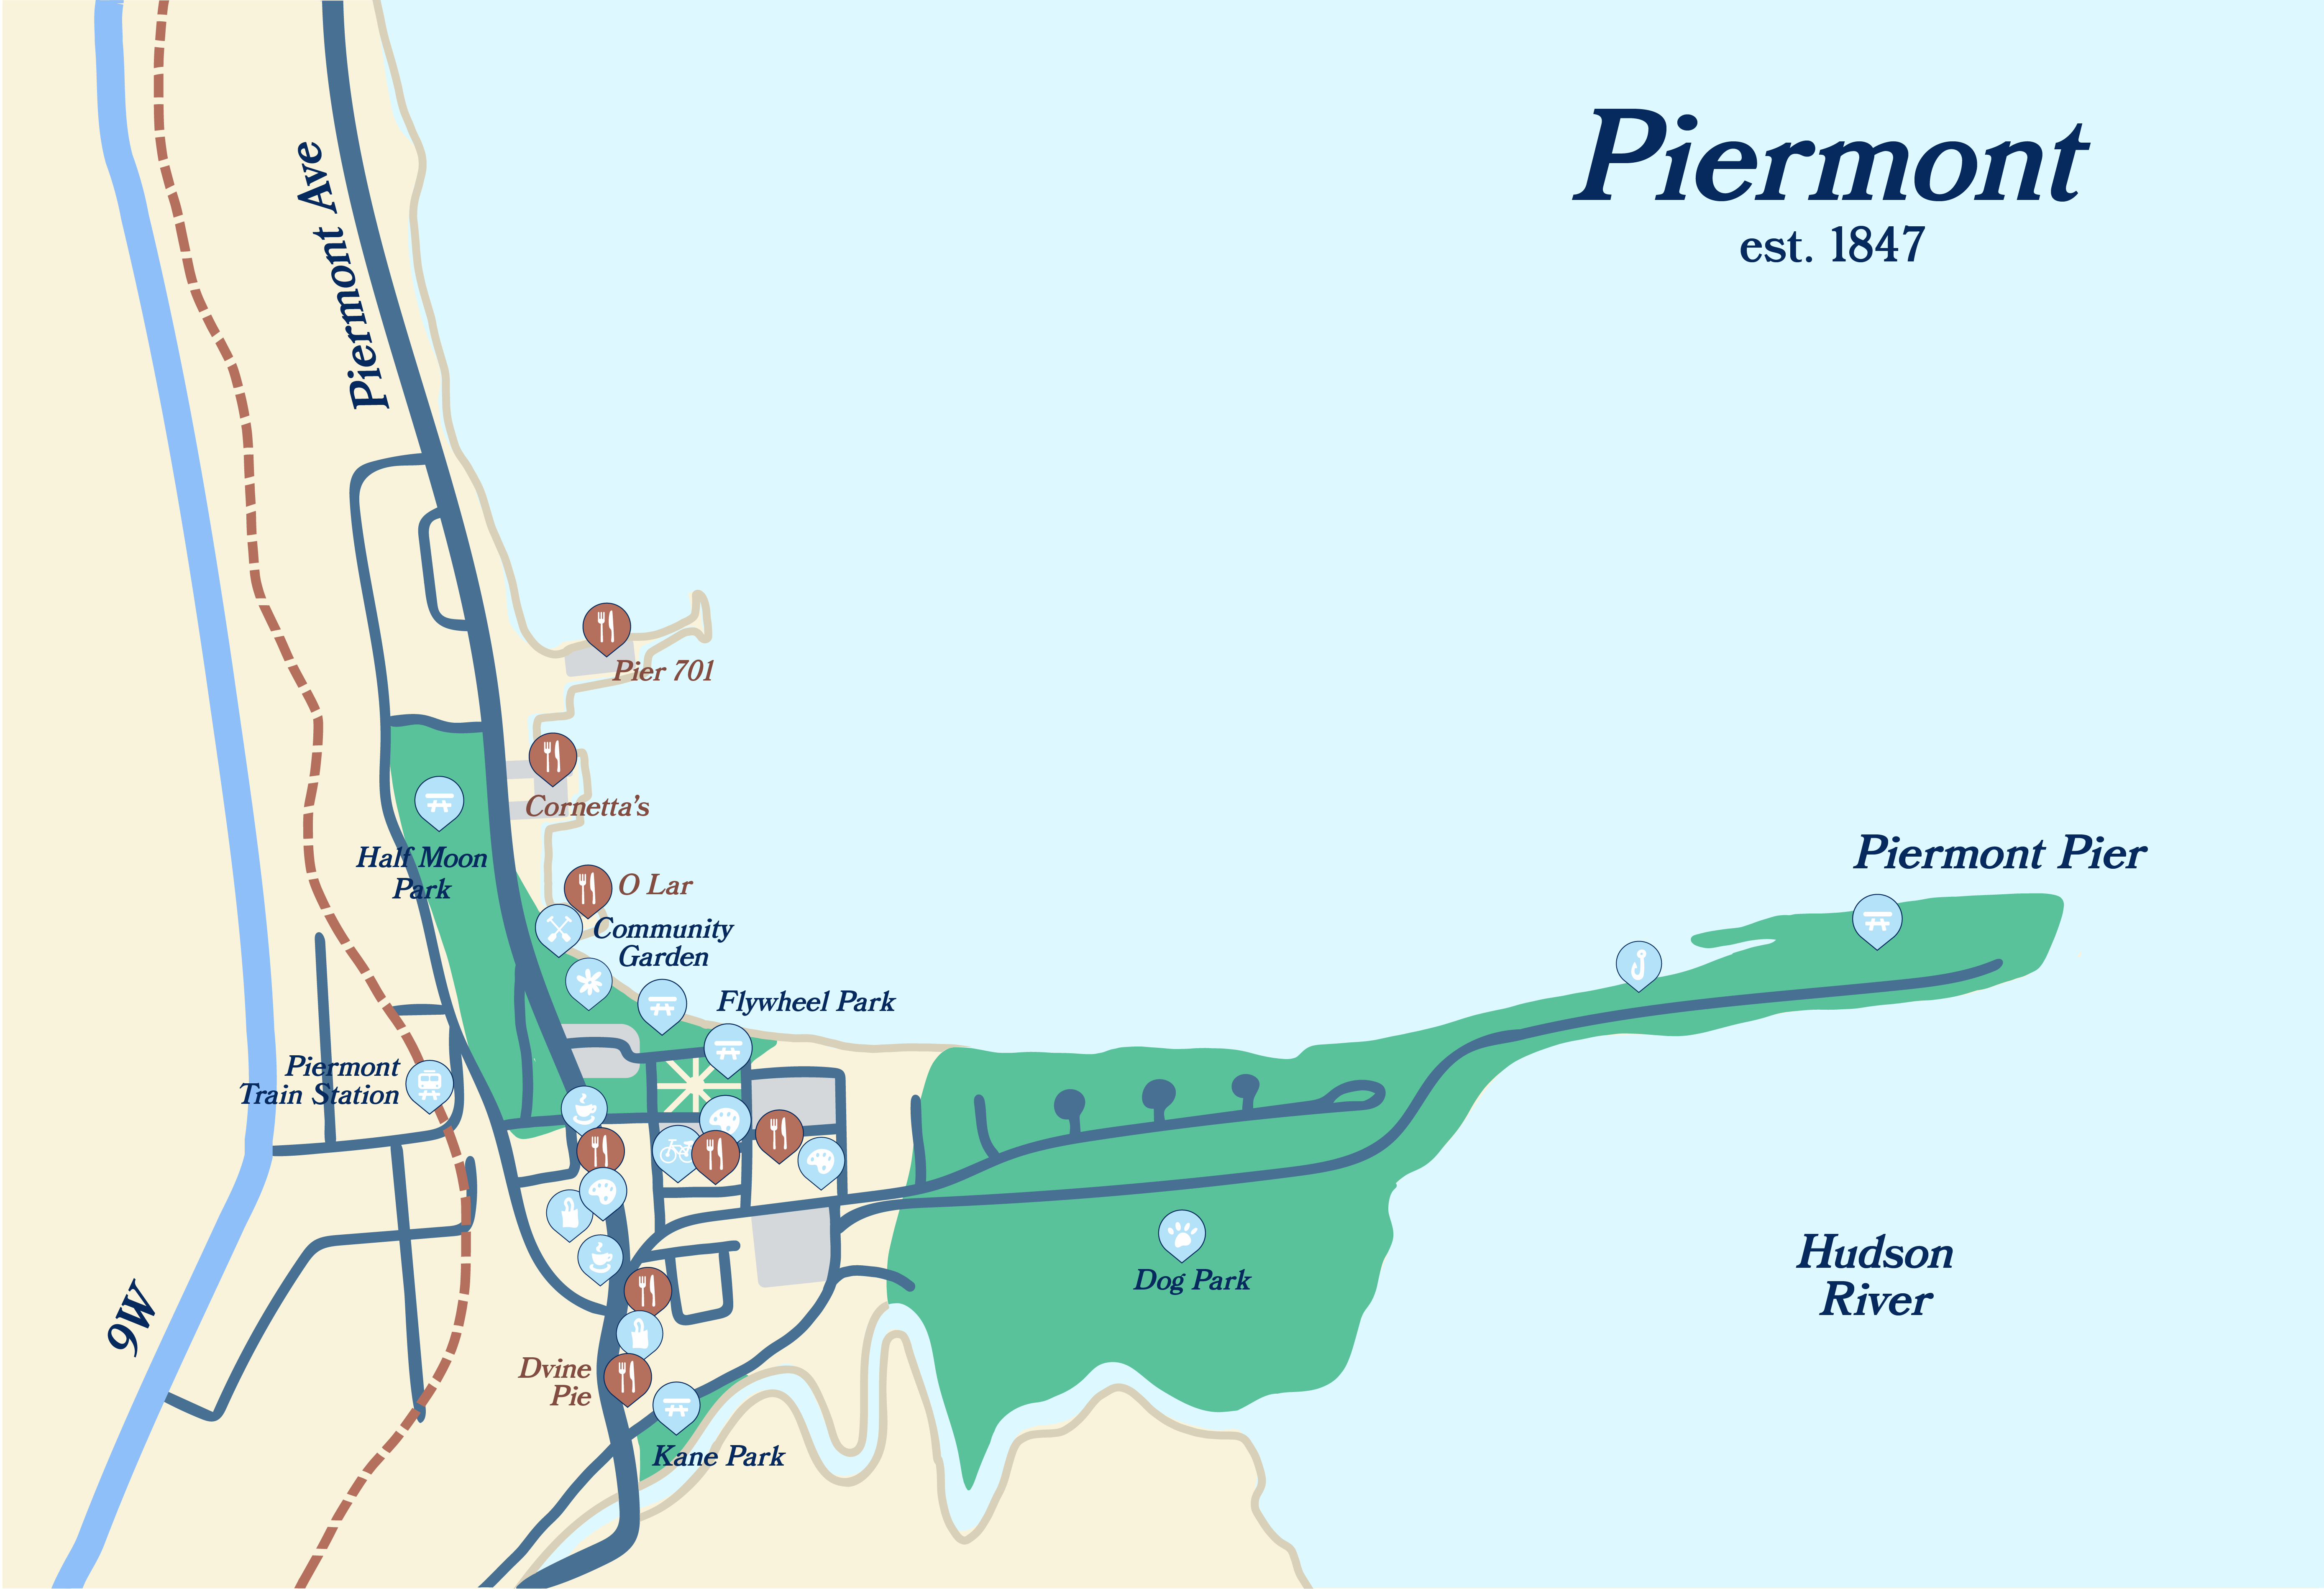 Piermont
est. 1847
Piermont Ave
Pier 701
Cornetta’s
Half Moon
Park
O Lar
Community
Garden
Flywheel Park
Piermont Pier
Piermont
Train Station
Dog Park
Hudson
River
9W
Dvine
Pie
Kane Park